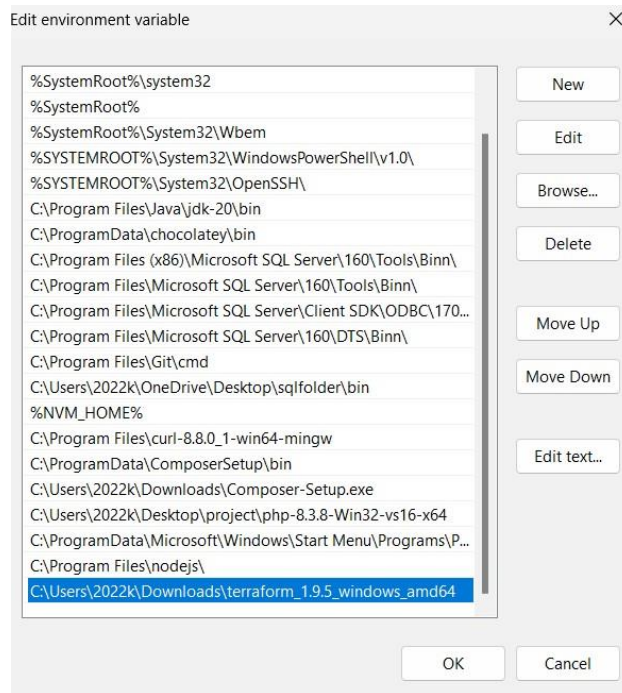 Edit environment variable
%SystemRoot%\system32
%SystemRoot%
%SystemRoot%\System32\Wbem
%SYSTEMROOT%\System32\WindowsPowerShell\v1.0\
%SYSTEMROOT%\System32\OpenSSH\
C:\Program Files\Java\jdk-20\bin
C:\ProgramData\chocolatey\bin
C:\Program Files (x86)\Microsoft SQL Server\160\Tools\Binn\
C:\Program Files\Microsoft SQL Server\160\Tools\Binn\
C:\Program Files\Microsoft SQL Server\Client SDK\ODBC\170...
C:\Program Files\Microsoft SQL Server\160\DTS\Binn\
C:\Program Files\Git\cmd
C:\Users\2022k\OneDrive\Desktop\sqlfolder\bin
%NVM_HOME%
C:\Program Files\curl-8.8.0_1-win64-mingw
C:\ProgramData\ComposerSetup\bin
C:\Users\2022k\Downloads\Composer-Setup.exe
C:\Users\2022k\Desktop\project\php-8.3.8-Win32-vs16-x64
C:\ProgramData\Microsoft\Windows\Start Menu\Programs\P...
C:\Program Files\nodejs\
C:\Users\2022k\Downloads\terraform_1.9.5_windows_amd64
New
Edit
Browse...
Delete
Move Up
Move Down
Edit text...
OK
Cancel